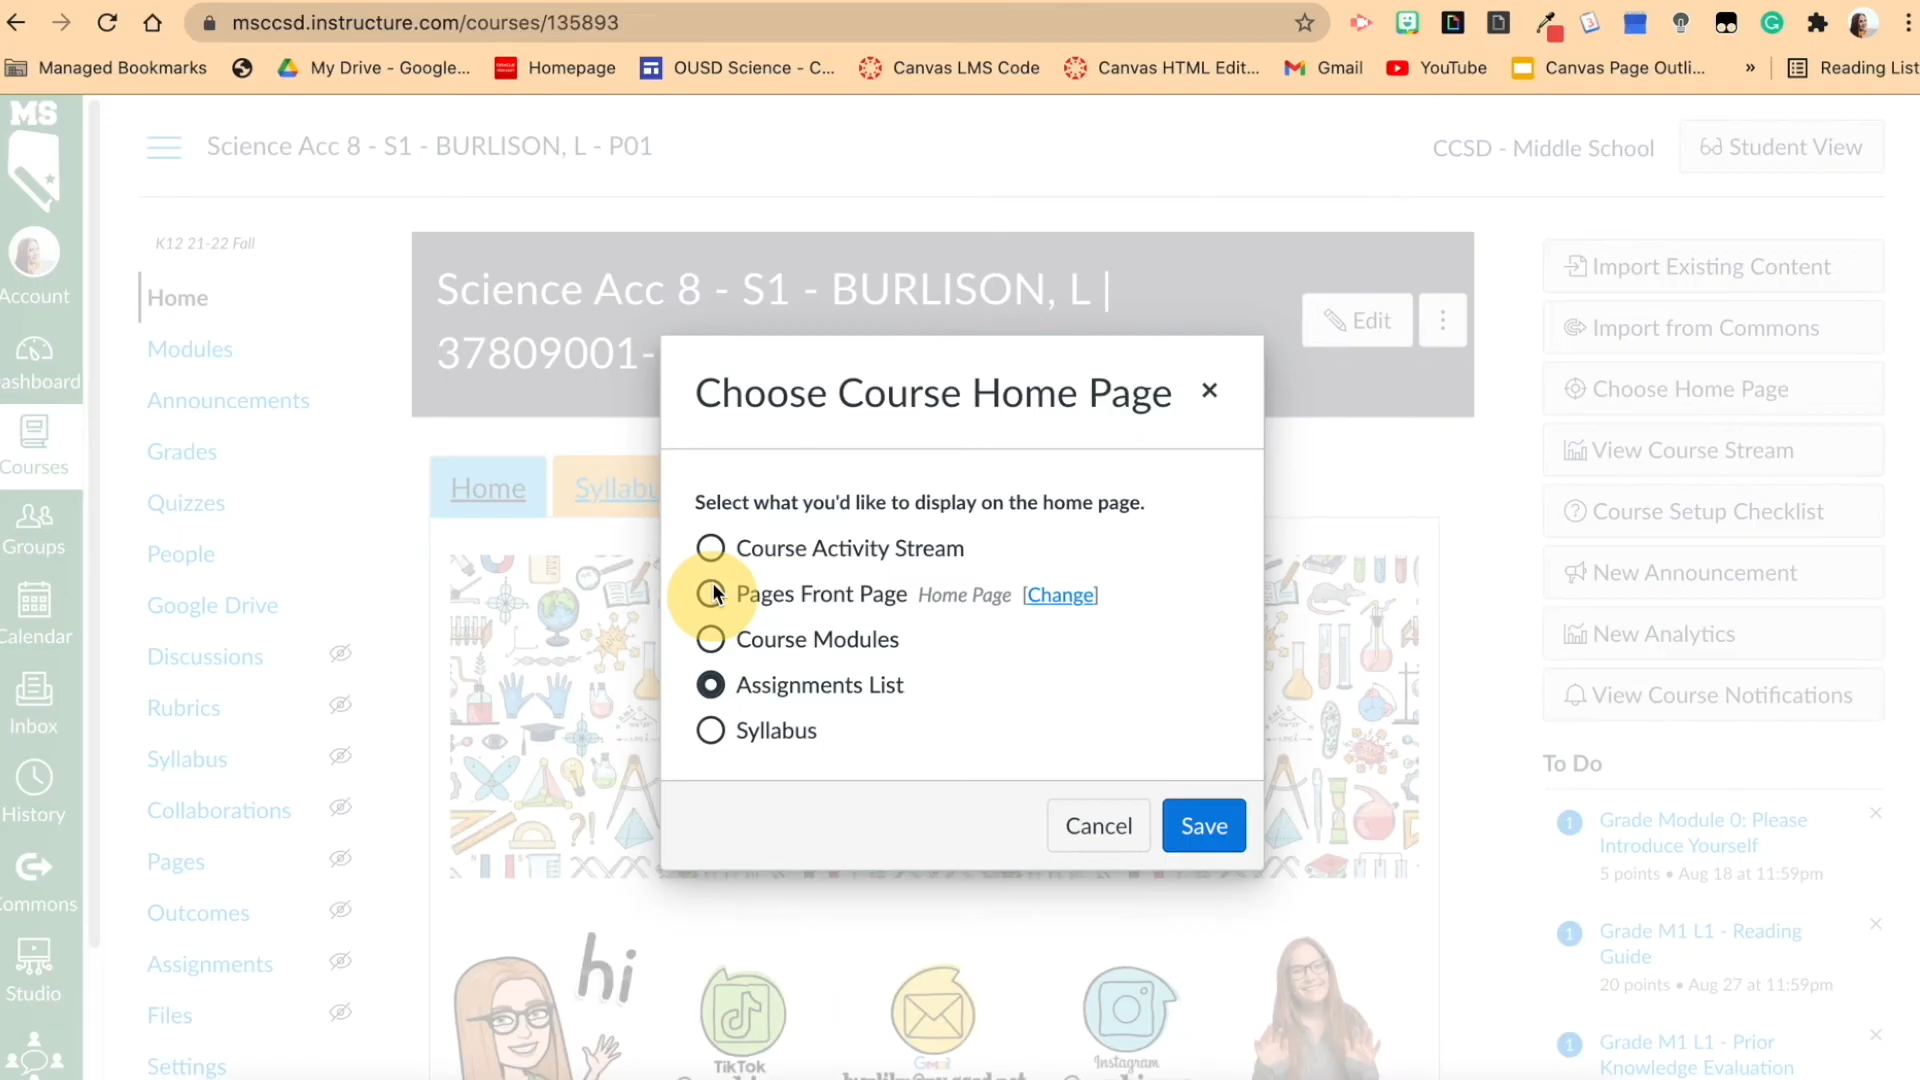 msccsd.instructure.com/courses/135893
Managed Bookmarks
My Drive - Google...
Homepage
OUSD Science - C...
Canvas LMS Code
Canvas HTML Edit...
Gmail
YouTube
Canvas Page Outli...
»
Reading List
MS
Account
ashboard
Courses
Groups
Calendar
Inbox
History
ommons
Studio
Science Acc 8 - S1 - BURLISON, L - P01
CCSD - Middle School
Student View
K12 21-22 Fall
Home
Modules
Announcements
Grades
Quizzes
People
Google Drive
Discussions
Rubrics
Syllabus
Collaborations
Pages
Outcomes
Assignments
Files
Settings
Science Acc 8 - S1 - BURLISON, L |
37809001-
Edit
Home
Syllabu
Choose Course Home Page
Select what you'd like to display on the home page.
Course Activity Stream
Pages Front Page Home Page [Change]
Course Modules
Assignments List
Syllabus
Cancel
Save
hi
TikTok
Gmail
Instagram
Import Existing Content
Import from Commons
Choose Home Page
View Course Stream
Course Setup Checklist
New Announcement
New Analytics
View Course Notifications
To Do
1
Grade Module 0: Please
Introduce Yourself
5 points • Aug 18 at 11:59pm
1
Grade M1 L1 - Reading
Guide
20 points • Aug 27 at 11:59pm
1
Grade M1 L1 - Prior
Knowledge Evaluation